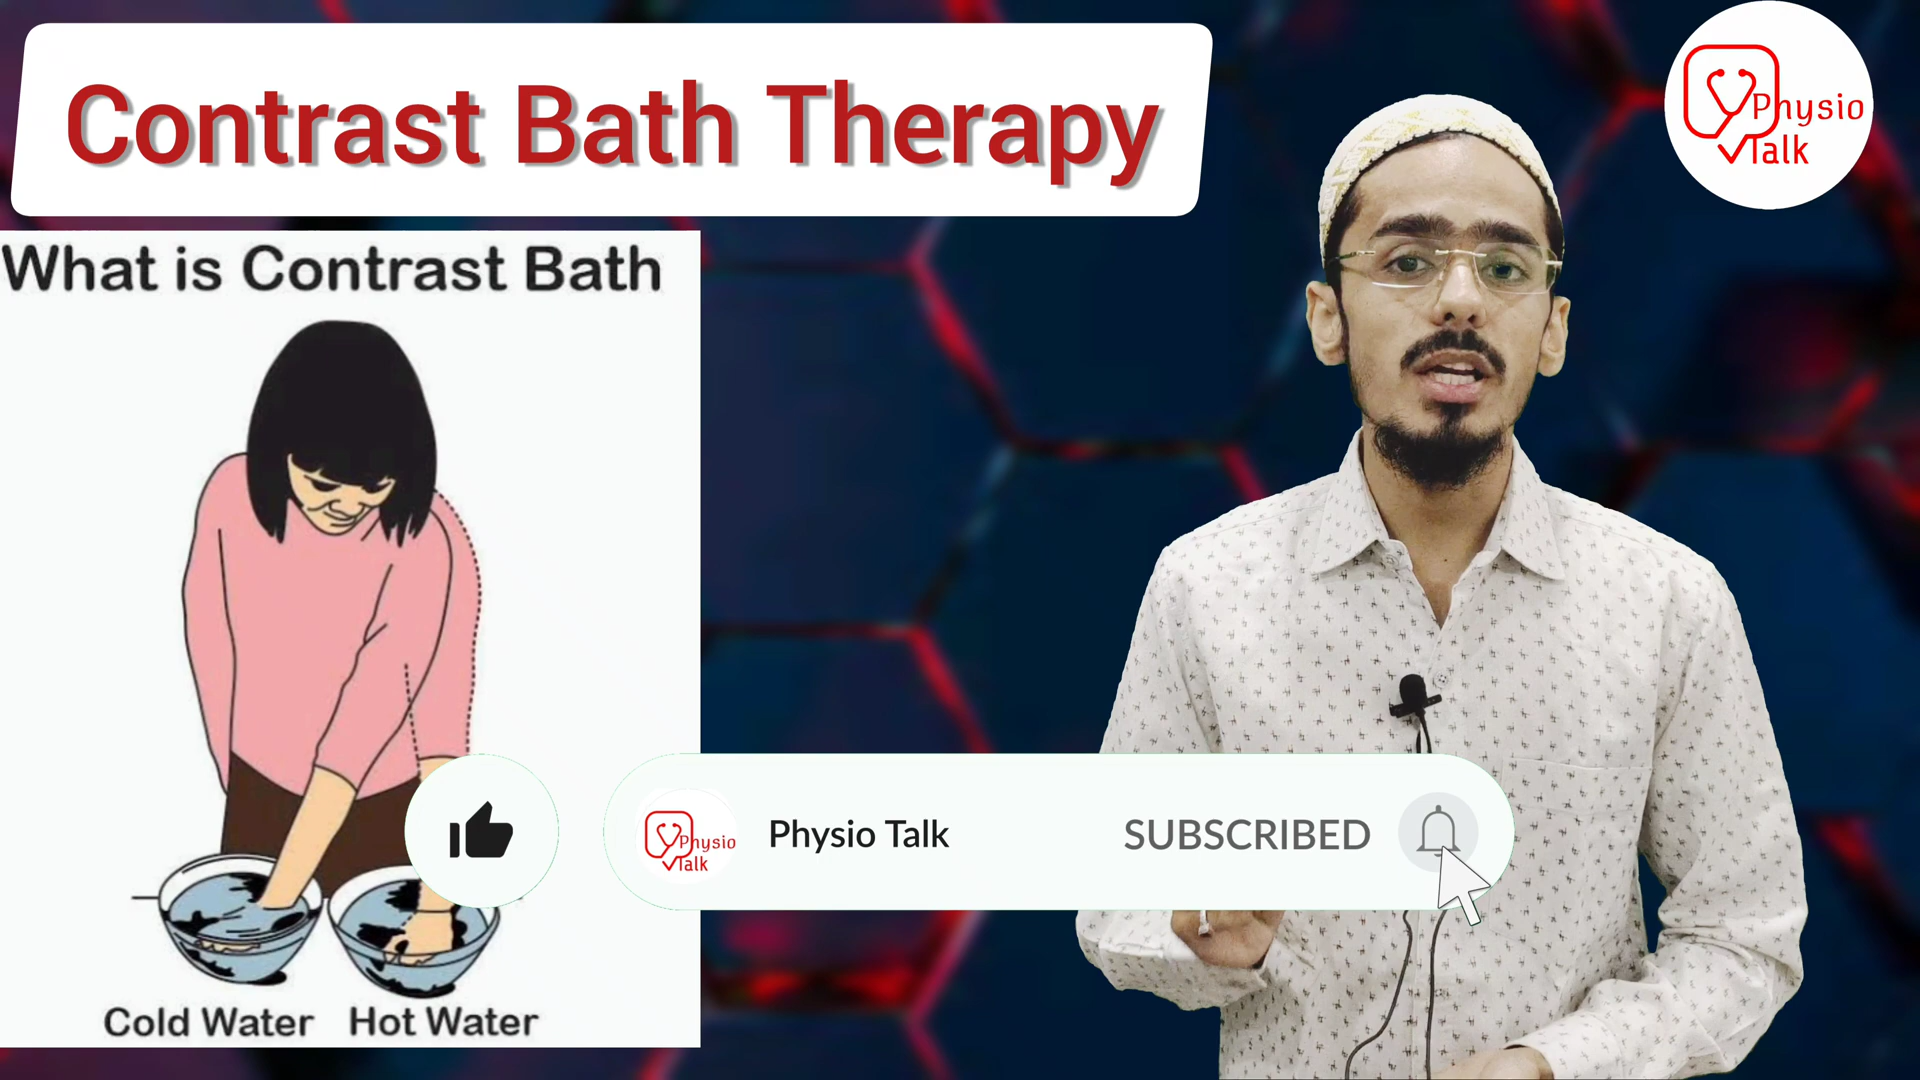 Contrast Bath Therapy
Physio
Talk
What is Contrast Bath
Physio
Talk
Physio Talk
SUBSCRIBED
Cold Water
Hot Water